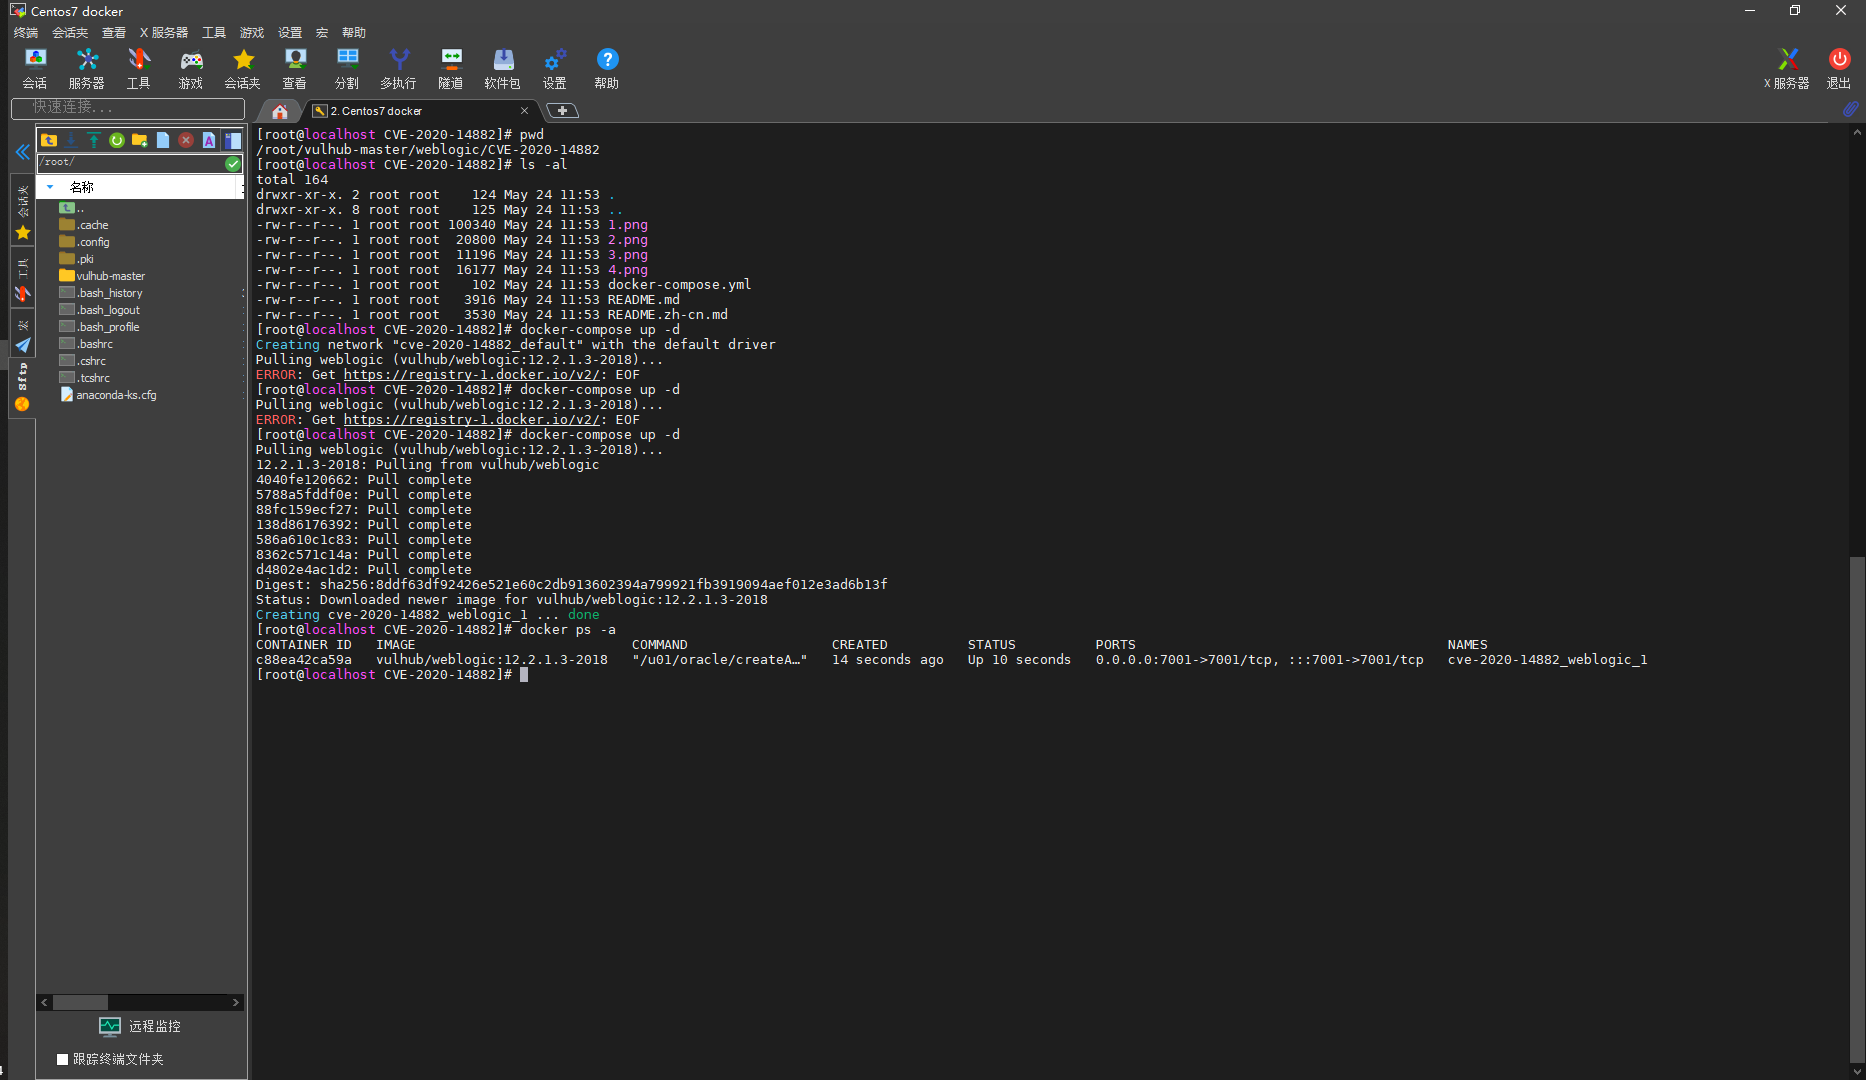 Centos7 docker
终端 会话夹 查看 X 服务器 工具 游戏 设置 宏 帮助
会话 服务器 工具 游戏 会话夹 查看 分割 多执行 隧道 软件包 设置 帮助 X 服务器 退出
快速连接...
2. Centos7 docker
/root/
名称
..
.cache
.config
.pki
vulhub-master
.bash_history
.bash_logout
.bash_profile
.bashrc
.cshrc
.tcshrc
anaconda-ks.cfg
会话夹
工具
宏
Sftp
远程监控
跟踪终端文件夹
[root@localhost CVE-2020-14882]# pwd
/root/vulhub-master/weblogic/CVE-2020-14882
[root@localhost CVE-2020-14882]# ls -al
total 164
drwxr-xr-x. 2 root root    124 May 24 11:53 .
drwxr-xr-x. 8 root root    125 May 24 11:53 ..
-rw-r--r--. 1 root root 100340 May 24 11:53 1.png
-rw-r--r--. 1 root root  20800 May 24 11:53 2.png
-rw-r--r--. 1 root root  11196 May 24 11:53 3.png
-rw-r--r--. 1 root root  16177 May 24 11:53 4.png
-rw-r--r--. 1 root root    102 May 24 11:53 docker-compose.yml
-rw-r--r--. 1 root root   3916 May 24 11:53 README.md
-rw-r--r--. 1 root root   3530 May 24 11:53 README.zh-cn.md
[root@localhost CVE-2020-14882]# docker-compose up -d
Creating network "cve-2020-14882_default" with the default driver
Pulling weblogic (vulhub/weblogic:12.2.1.3-2018)...
ERROR: Get https://registry-1.docker.io/v2/: EOF
[root@localhost CVE-2020-14882]# docker-compose up -d
Pulling weblogic (vulhub/weblogic:12.2.1.3-2018)...
ERROR: Get https://registry-1.docker.io/v2/: EOF
[root@localhost CVE-2020-14882]# docker-compose up -d
Pulling weblogic (vulhub/weblogic:12.2.1.3-2018)...
12.2.1.3-2018: Pulling from vulhub/weblogic
4040fe120662: Pull complete
5788a5fddf0e: Pull complete
88fc159ecf27: Pull complete
138d86176392: Pull complete
586a610c1c83: Pull complete
8362c571c14a: Pull complete
d4802e4ac1d2: Pull complete
Digest: sha256:8ddf63df92426e521e60c2db913602394a799921fb3919094aef012e3ad6b13f
Status: Downloaded newer image for vulhub/weblogic:12.2.1.3-2018
Creating cve-2020-14882_weblogic_1 ... done
[root@localhost CVE-2020-14882]# docker ps -a
CONTAINER ID   IMAGE                           COMMAND                  CREATED          STATUS          PORTS                                       NAMES
c88ea42ca59a   vulhub/weblogic:12.2.1.3-2018   "/u01/oracle/createA…"   14 seconds ago   Up 10 seconds   0.0.0.0:7001->7001/tcp, :::7001->7001/tcp   cve-2020-14882_weblogic_1
[root@localhost CVE-2020-14882]#